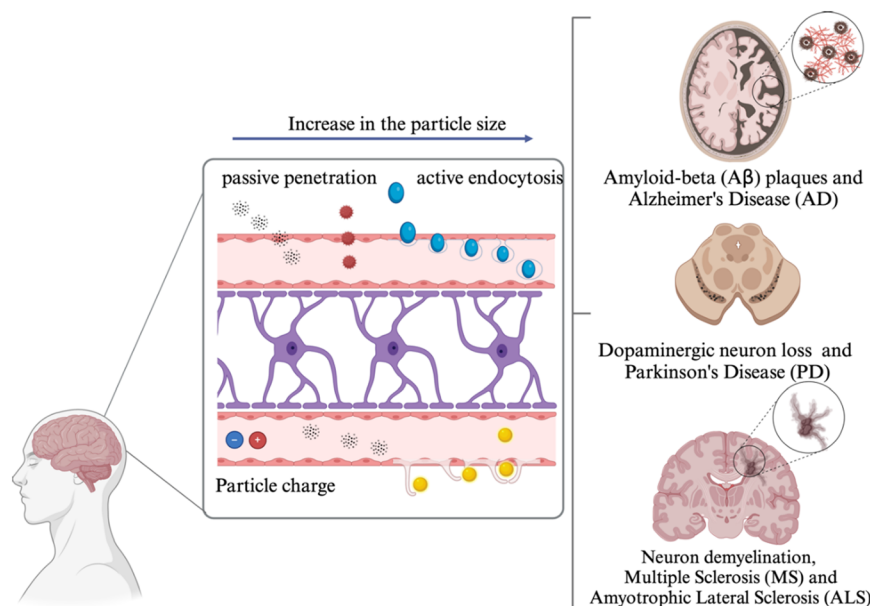 Increase in the particle size
passive penetration
active endocytosis
− +
Particle charge
Amyloid-beta (Aβ) plaques and
Alzheimer's Disease (AD)
Dopaminergic neuron loss and
Parkinson's Disease (PD)
Neuron demyelination,
Multiple Sclerosis (MS) and
Amyotrophic Lateral Sclerosis (ALS)